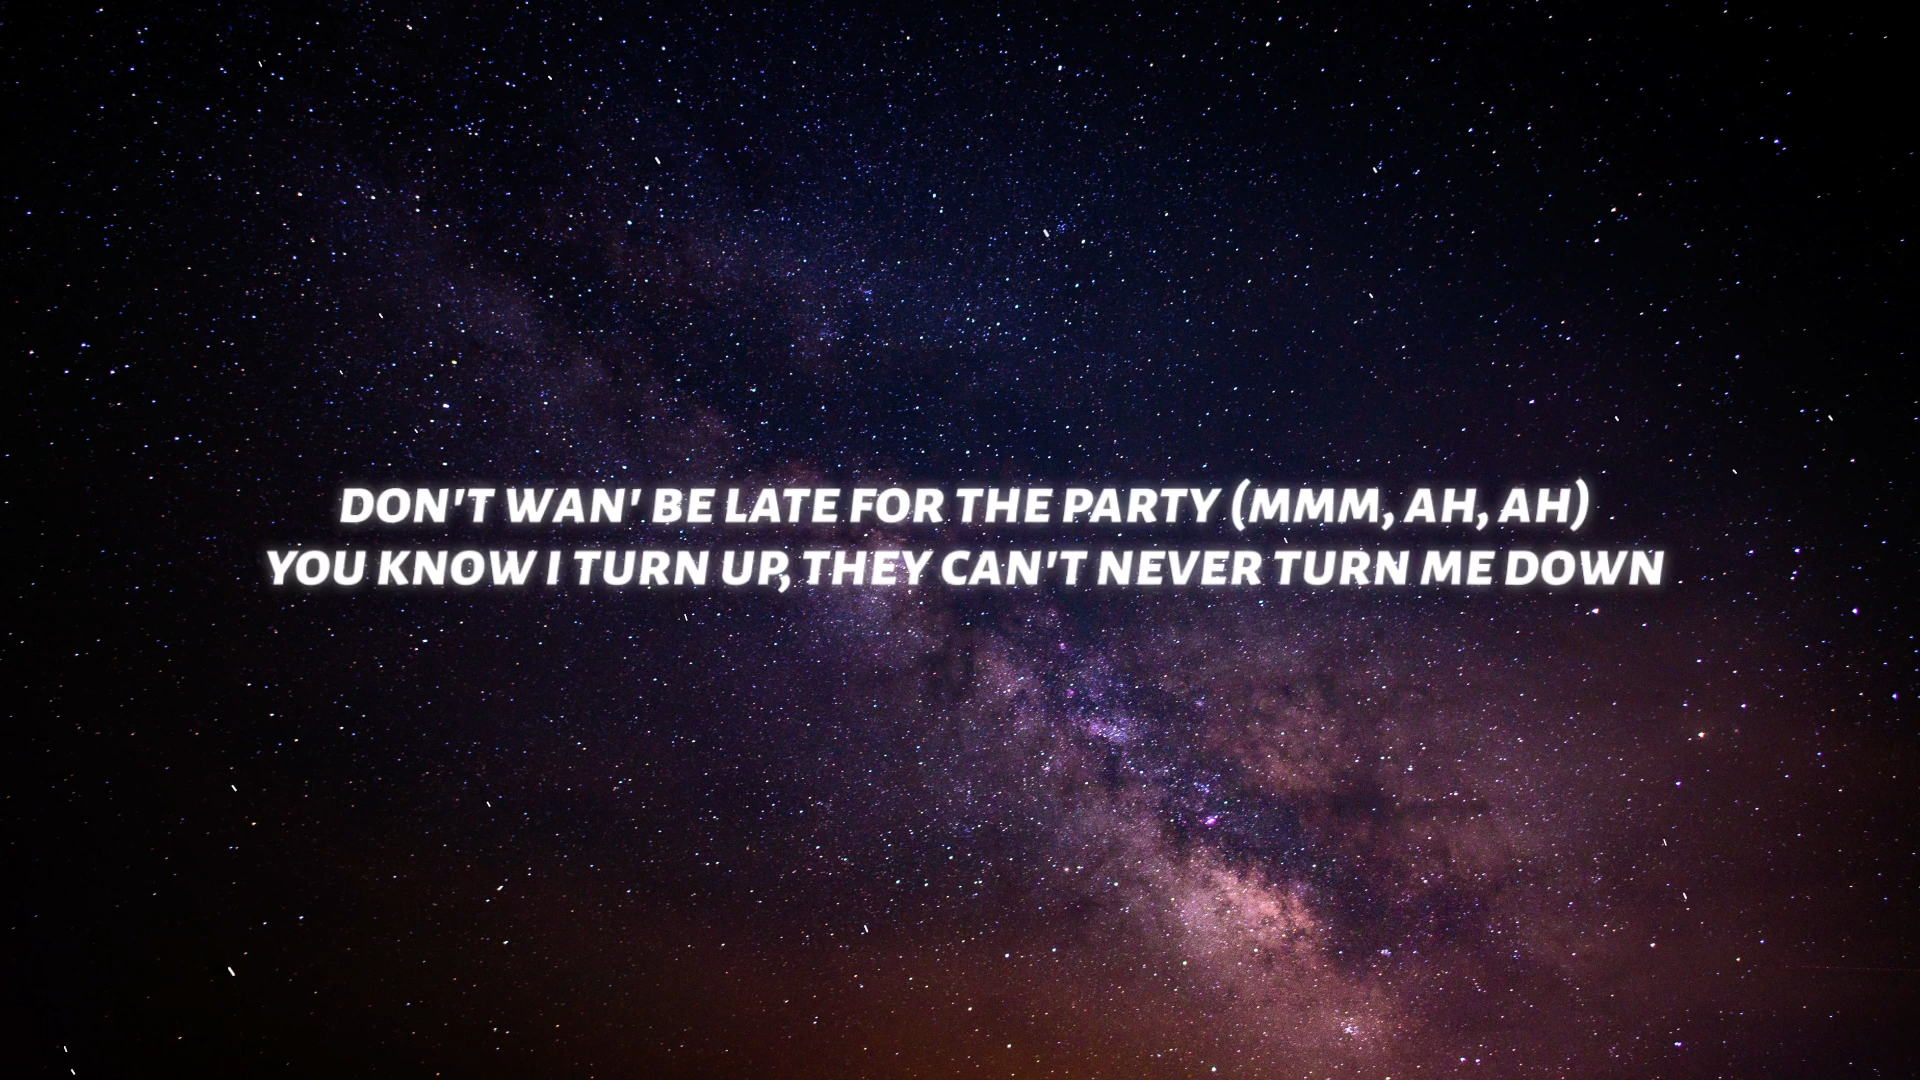 DON'T WAN' BE LATE FOR THE PARTY (MMM, AH, AH)
YOU KNOW I TURN UP, THEY CAN'T NEVER TURN ME DOWN